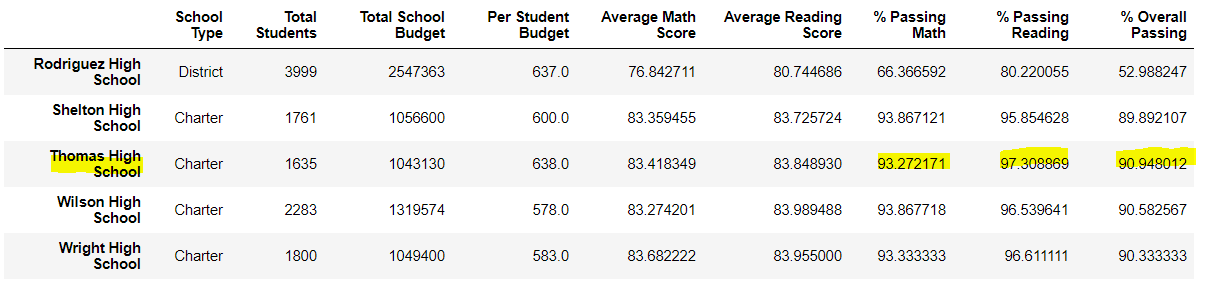 School Type Total Students Total School Budget Per Student Budget Average Math Score Average Reading Score % Passing Math % Passing Reading % Overall Passing
Rodriguez High School District 3999 2547363 637.0 76.842711 80.744686 66.366592 80.220055 52.988247
Shelton High School Charter 1761 1056600 600.0 83.359455 83.725724 93.867121 95.854628 89.892107
Thomas High School Charter 1635 1043130 638.0 83.418349 83.848930 93.272171 97.308869 90.948012
Wilson High School Charter 2283 1319574 578.0 83.274201 83.989488 93.867718 96.539641 90.582567
Wright High School Charter 1800 1049400 583.0 83.682222 83.955000 93.333333 96.611111 90.333333